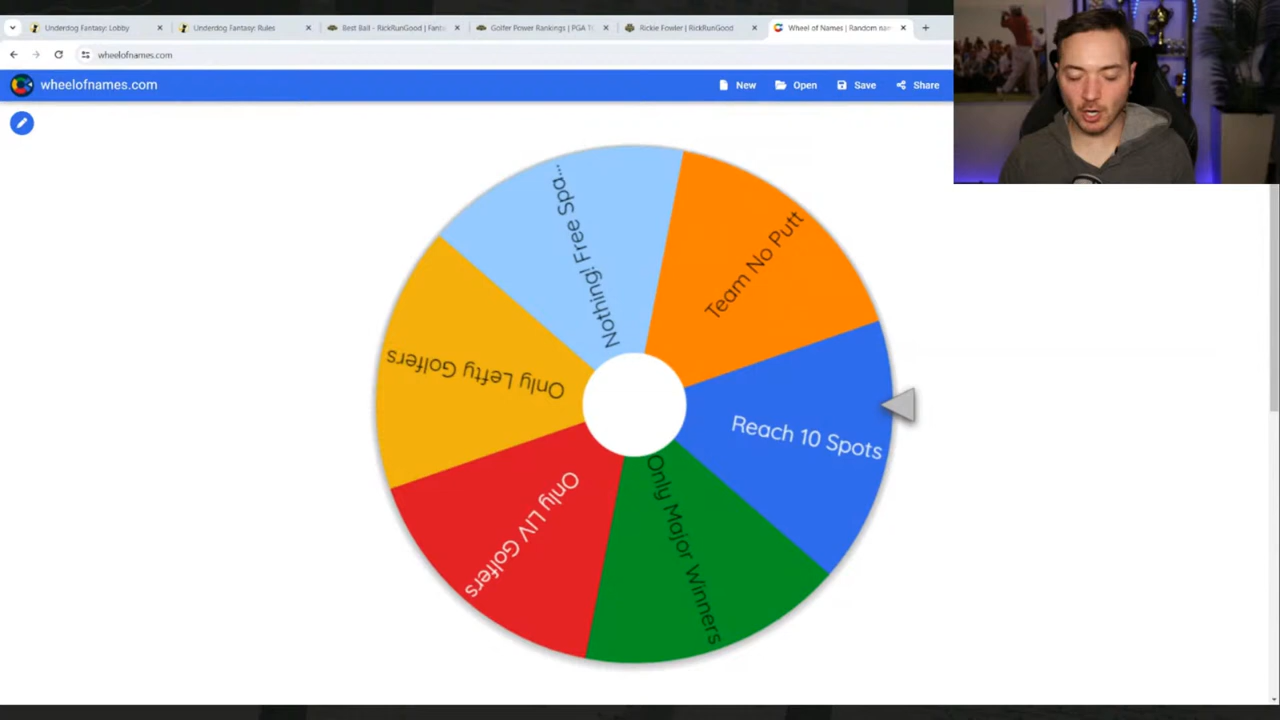 Underdog Fantasy: Lobby
Underdog Fantasy: Rules
Best Ball - RickRunGood | Fanta
Golfer Power Rankings | PGA T
Rickie Fowler | RickRunGood
Wheel of Names | Random nam
wheelofnames.com
wheelofnames.com
New
Open
Save
Share
Nothing! Free Spa...
Team No Putt
Only Lefty Golfers
Reach 10 Spots
Only LIV Golfers
Only Major Winners